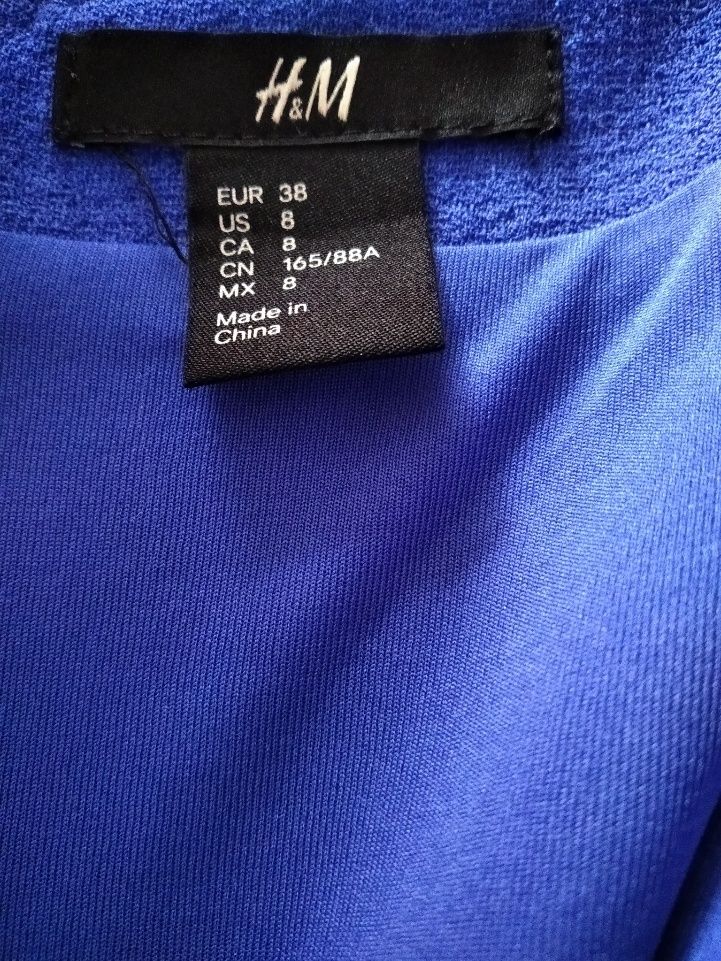 H&M
EUR 38
US 8
CA 8
CN 165/88A
MX 8
Made in
China